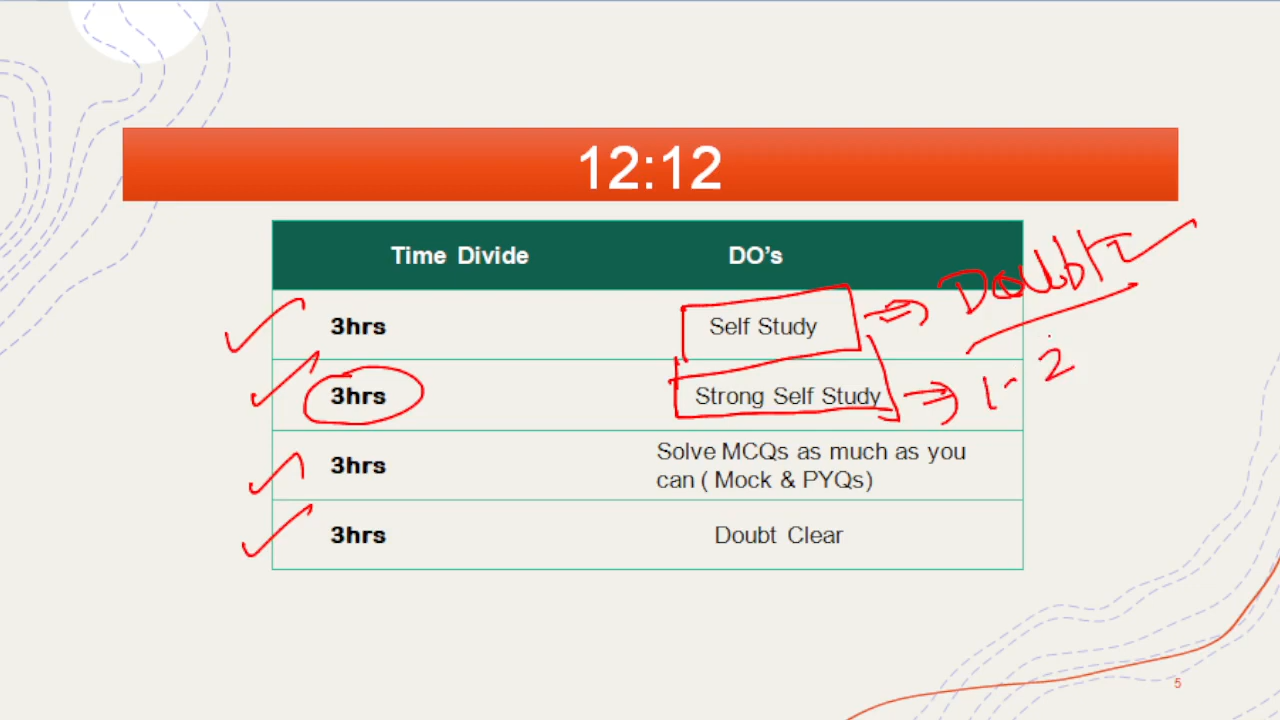 12:12
Time Divide DO's
3hrs Self Study
Doubt
3hrs Strong Self Study
1-2
3hrs Solve MCQs as much as you
can ( Mock & PYQs)
3hrs Doubt Clear
5